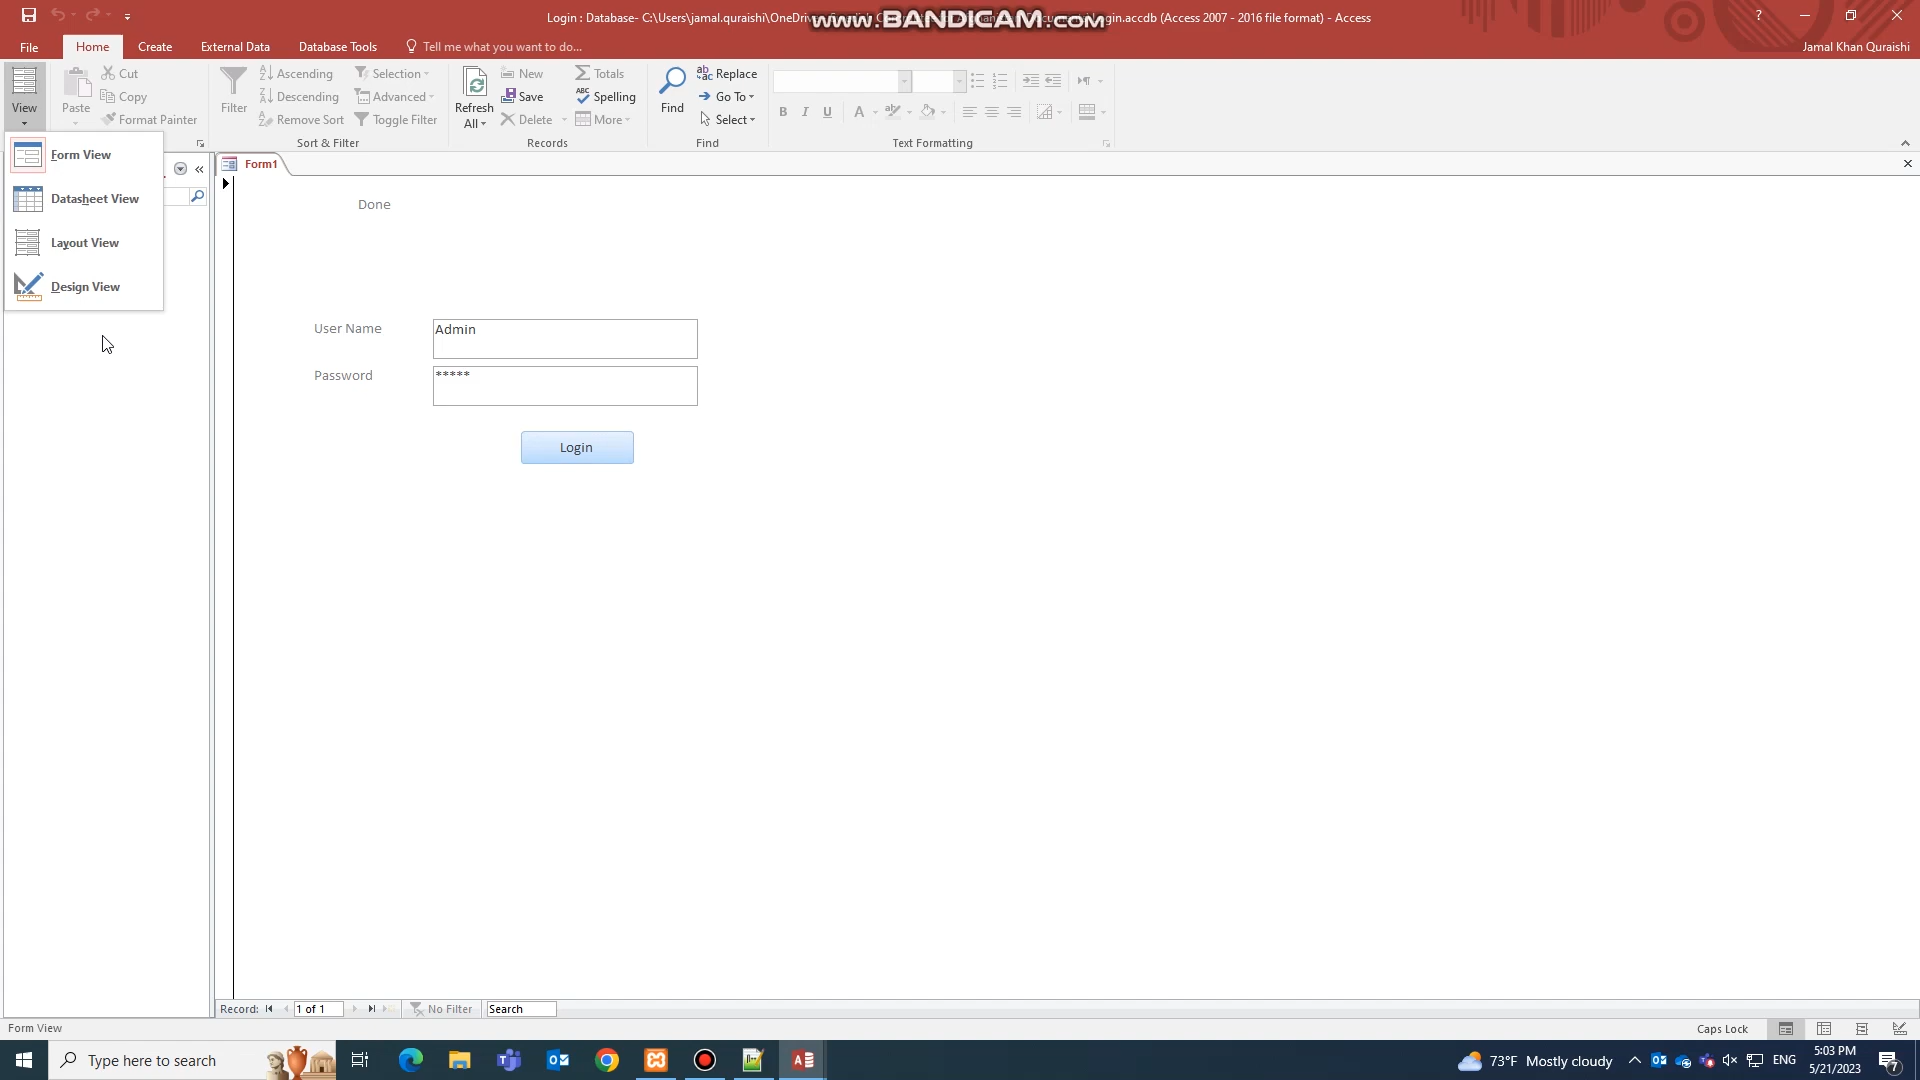 Login : Database- C:\Users\jamal.quraishi\OneDrive
www.BANDICAM.com
Login.accdb (Access 2007 - 2016 file format) - Access
?
File
Home
Create
External Data
Database Tools
Tell me what you want to do...
Jamal Khan Quraishi
View
Paste
Cut
Copy
Format Painter
Filter
Ascending
Descending
Remove Sort
Selection
Advanced
Toggle Filter
Sort & Filter
Refresh
All
New
Save
Delete
Totals
Spelling
More
Records
Find
Replace
Go To
Select
Find
B I U
A
Text Formatting
Form View
Datasheet View
Layout View
Design View
Form1
Done
User Name
Admin
Password
*****
Login
Record:
1 of 1
No Filter
Search
Form View
Caps Lock
Type here to search
73°F Mostly cloudy
ENG
5:03 PM
5/21/2023
7